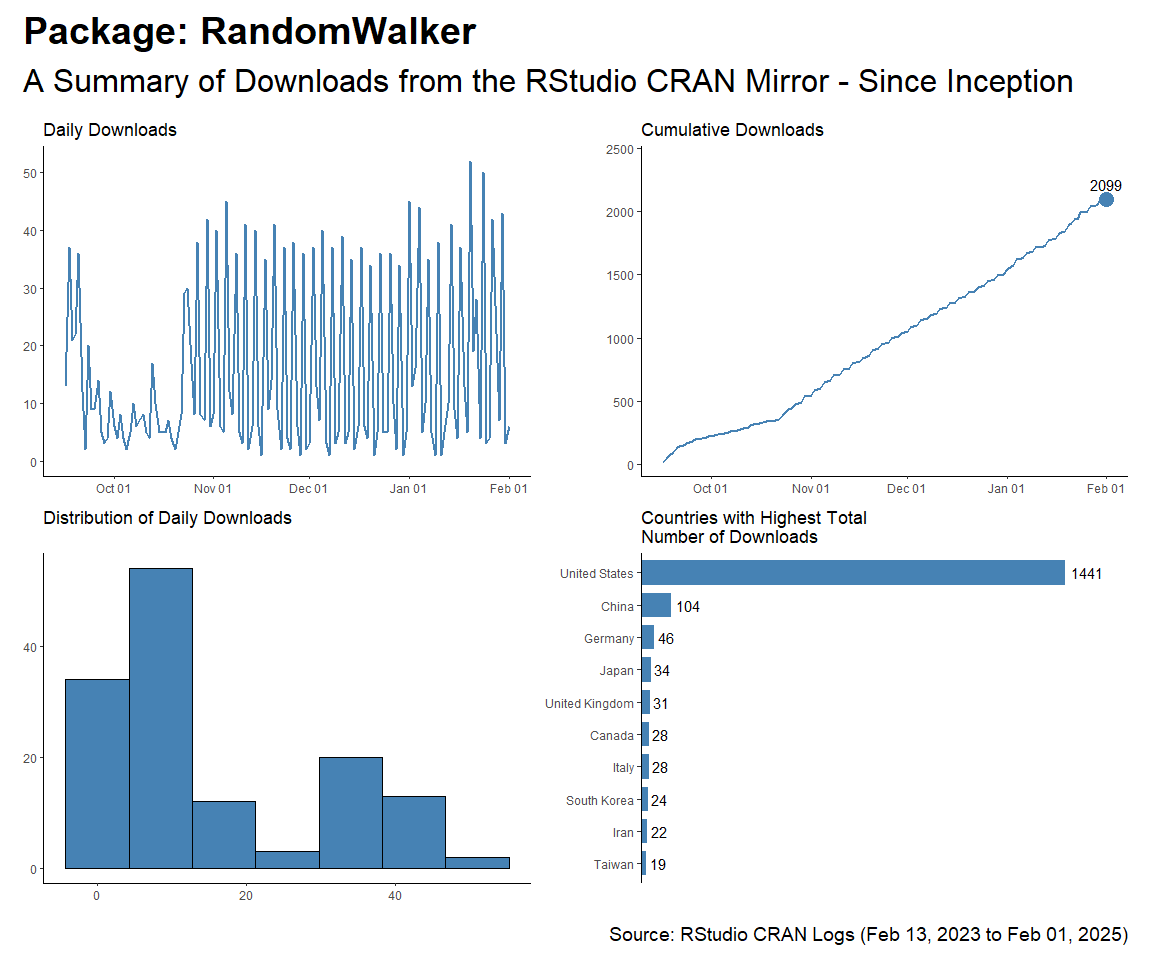 Package: RandomWalker
A Summary of Downloads from the RStudio CRAN Mirror - Since Inception
Daily Downloads
50
40
30
20
10
0
Oct 01
Nov 01
Dec 01
Jan 01
Feb 01
Cumulative Downloads
2500
2000
1500
1000
500
0
2099
Oct 01
Nov 01
Dec 01
Jan 01
Feb 01
Distribution of Daily Downloads
40
20
0
0
20
40
Countries with Highest Total
Number of Downloads
United States 1441
China 104
Germany 46
Japan 34
United Kingdom 31
Canada 28
Italy 28
South Korea 24
Iran 22
Taiwan 19
Source: RStudio CRAN Logs (Feb 13, 2023 to Feb 01, 2025)